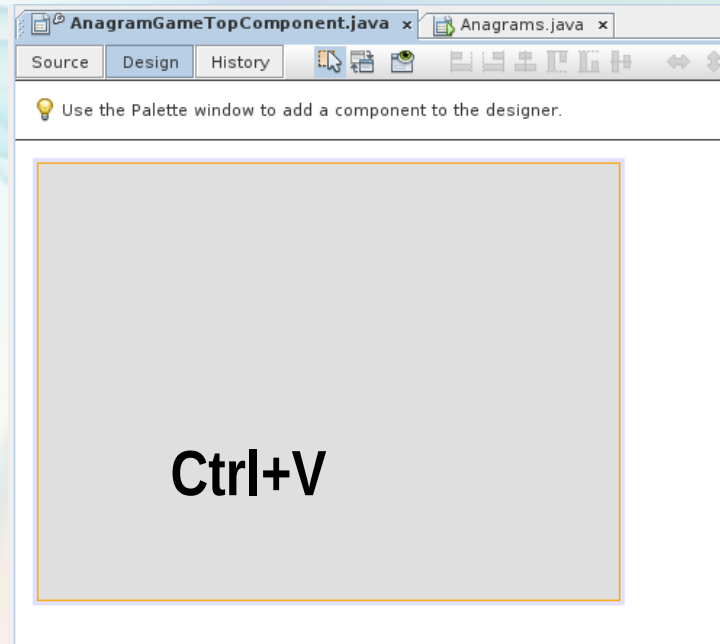 AnagramGameTopComponent.java × Anagrams.java ×
Source Design History
Use the Palette window to add a component to the designer.
Ctrl+V